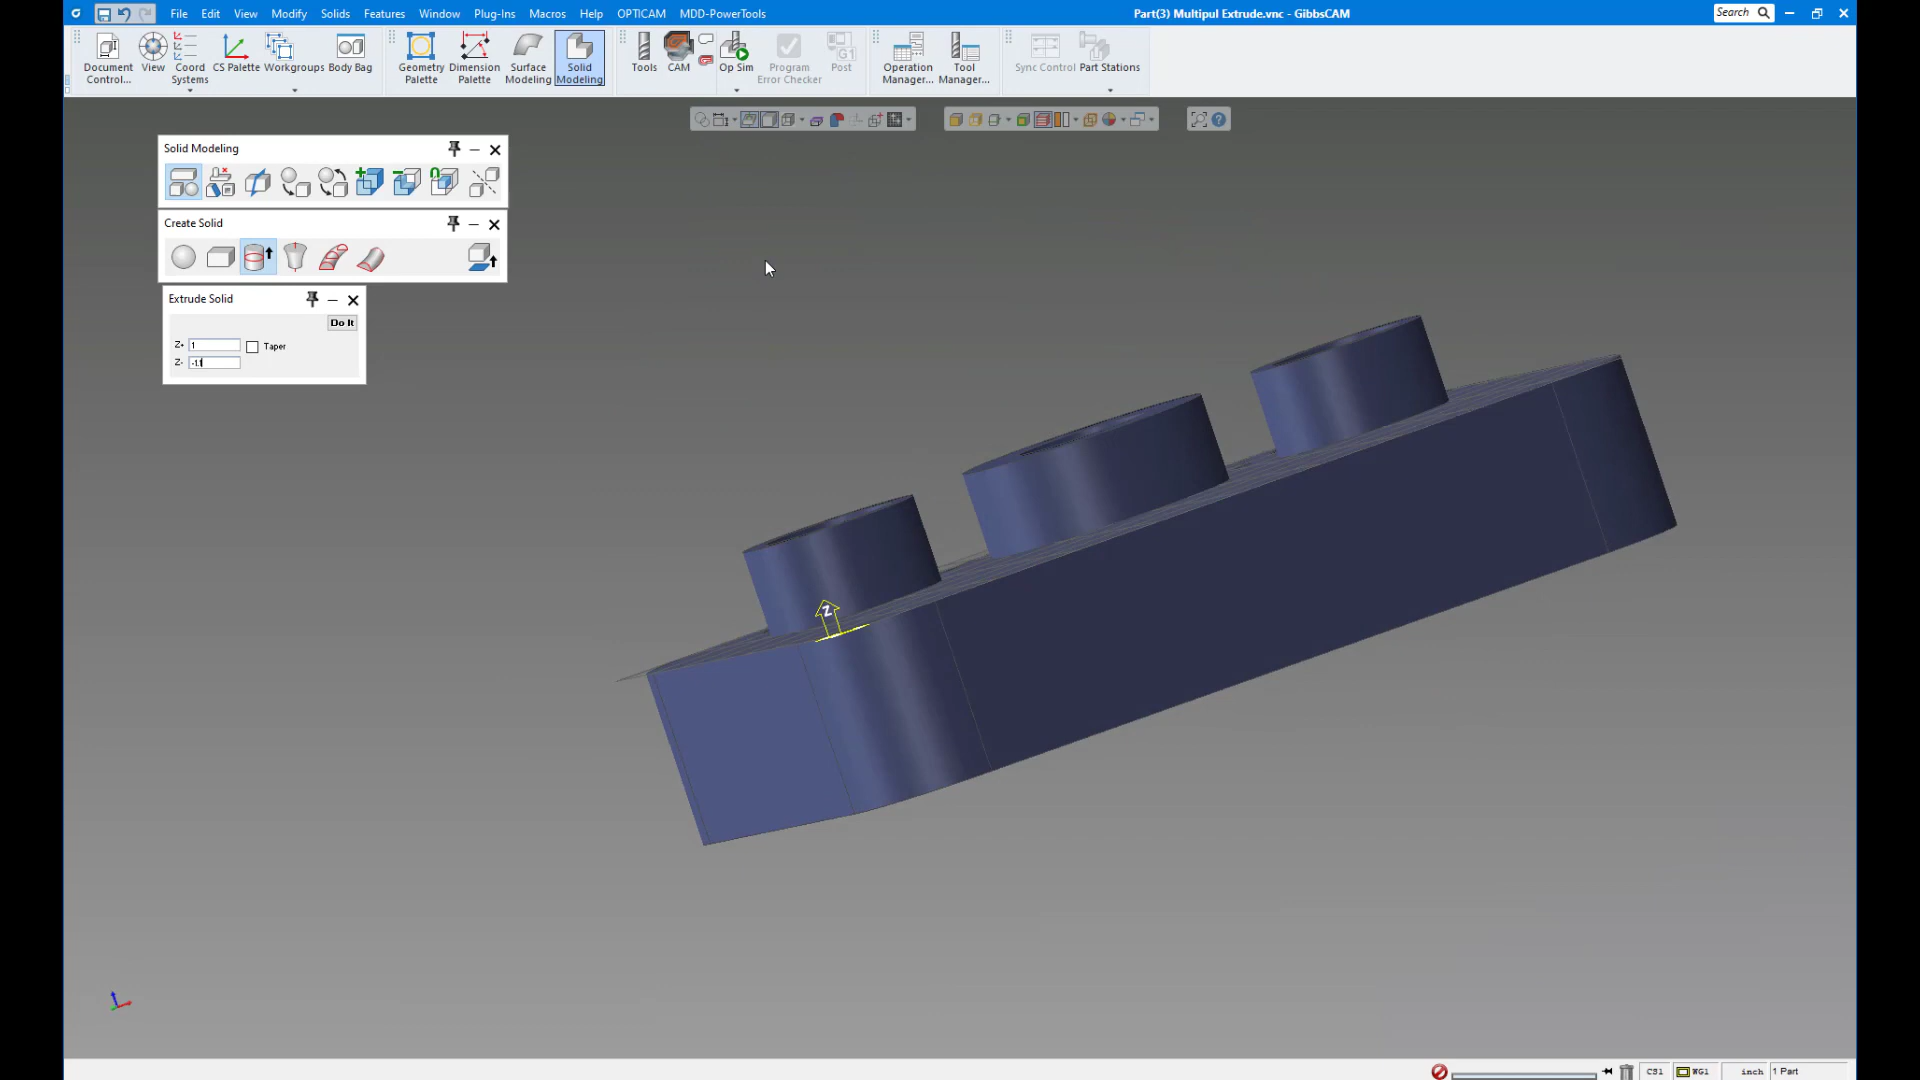 File Edit View Modify Solids Features Window Plug-Ins Macros Help OPTICAM MDD-PowerTools
Part(3) Multipul Extrude.vnc - GibbsCAM
Search
Document Control...
View
Coord Systems
CS Palette
Workgroups
Body Bag
Geometry Palette
Dimension Palette
Surface Modeling
Solid Modeling
Tools
CAM
Op Sim
Program Error Checker
Post
Operation Manager...
Tool Manager...
Sync Control
Part Stations
Solid Modeling
Create Solid
Extrude Solid
Do It
Z+ 1
Taper
Z- -1.1
Z
CS1 WG1 inch 1 Part